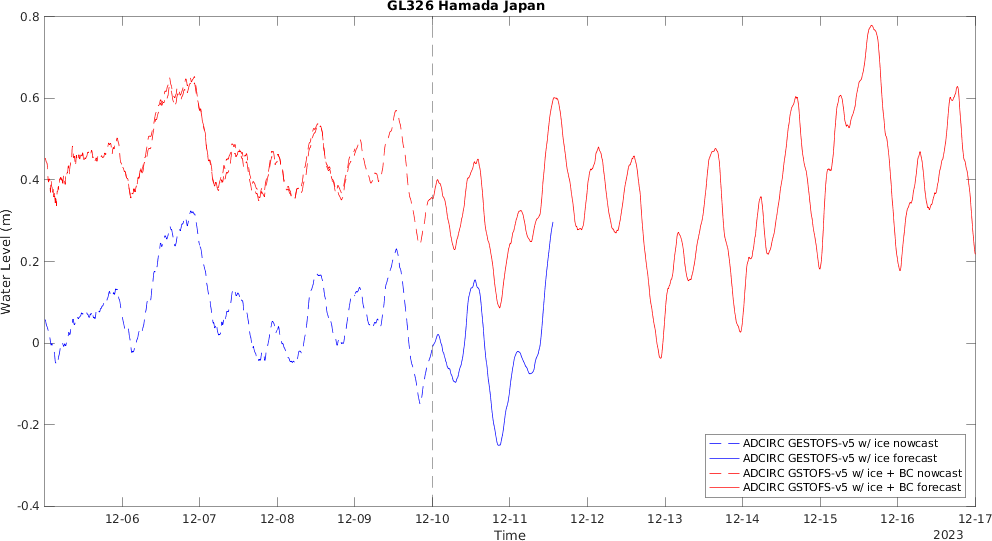 GL326 Hamada Japan
0.8
0.6
0.4
0.2
0
-0.2
-0.4
Water Level (m)
ADCIRC GESTOFS-v5 w/ ice nowcast
ADCIRC GESTOFS-v5 w/ ice forecast
ADCIRC GSTOFS-v5 w/ ice + BC nowcast
ADCIRC GSTOFS-v5 w/ ice + BC forecast
12-06 12-07 12-08 12-09 12-10 12-11 12-12 12-13 12-14 12-15 12-16 12-17
Time
2023